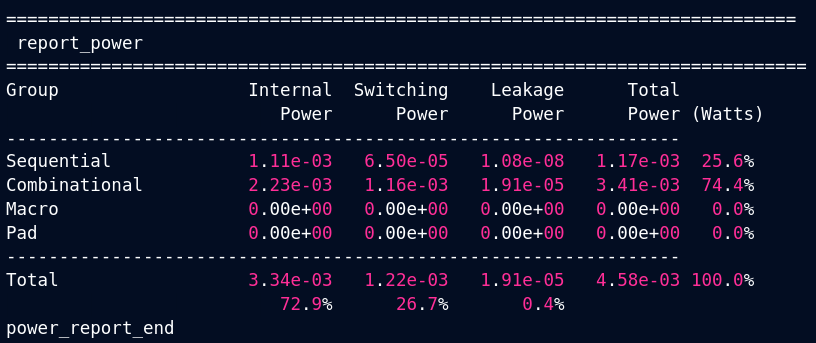 ===========================================================================
 report_power
============================================================================
Group                  Internal  Switching    Leakage      Total
                          Power      Power      Power      Power (Watts)
----------------------------------------------------------------
Sequential             1.11e-03   6.50e-05   1.08e-08   1.17e-03  25.6%
Combinational          2.23e-03   1.16e-03   1.91e-05   3.41e-03  74.4%
Macro                  0.00e+00   0.00e+00   0.00e+00   0.00e+00   0.0%
Pad                    0.00e+00   0.00e+00   0.00e+00   0.00e+00   0.0%
----------------------------------------------------------------
Total                  3.34e-03   1.22e-03   1.91e-05   4.58e-03 100.0%
                          72.9%      26.7%       0.4%
power_report_end